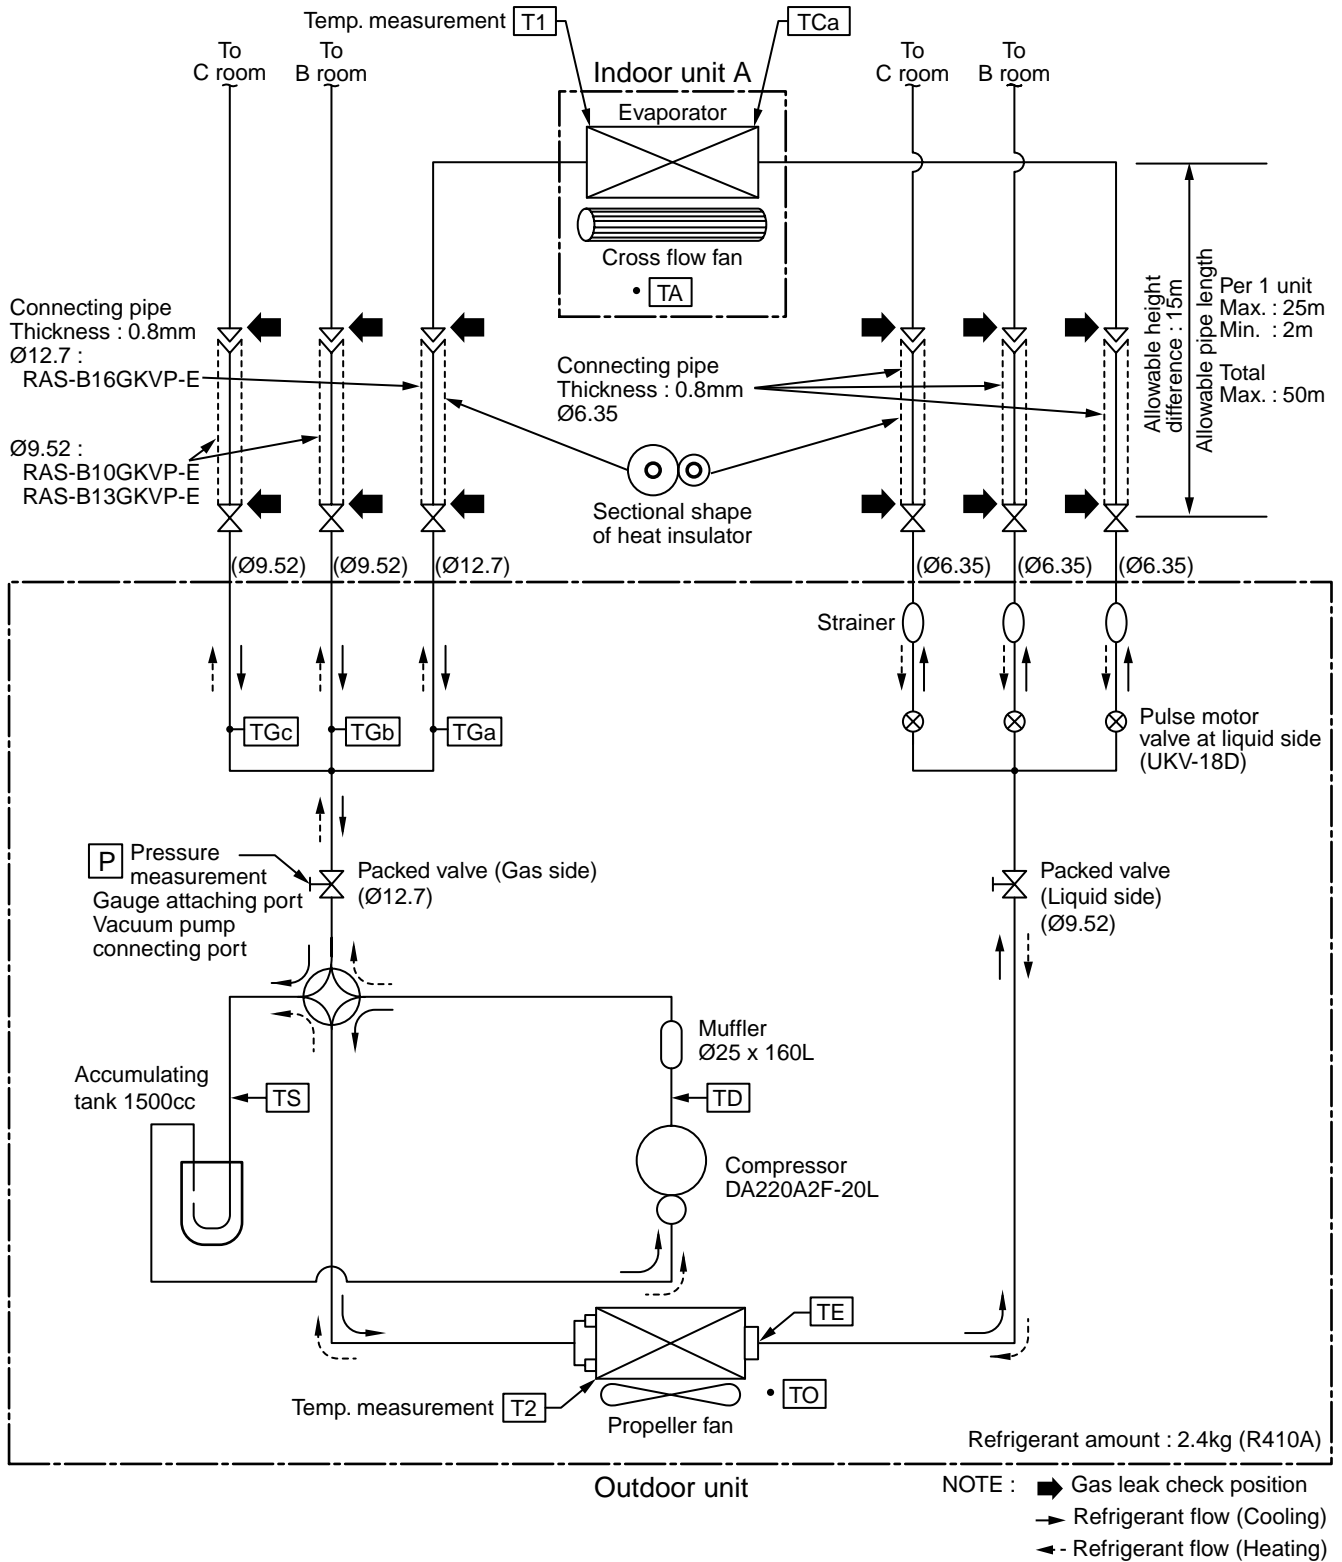 Temp. measurement T1
TCa
To
C room
To
B room
To
C room
To
B room
Indoor unit A
Evaporator
Cross flow fan
• TA
Connecting pipe
Thickness : 0.8mm
Ø12.7 :
RAS-B16GKVP-E
Ø9.52 :
RAS-B10GKVP-E
RAS-B13GKVP-E
Connecting pipe
Thickness : 0.8mm
Ø6.35
Sectional shape
of heat insulator
Allowable height
difference : 15m
Allowable pipe length
Per 1 unit
Max. : 25m
Min. : 2m
Total
Max. : 50m
(Ø9.52)
(Ø9.52)
(Ø12.7)
(Ø6.35)
(Ø6.35)
(Ø6.35)
Strainer
TGc
TGb
TGa
Pulse motor
valve at liquid side
(UKV-18D)
P Pressure
measurement
Gauge attaching port
Vacuum pump
connecting port
Packed valve (Gas side)
(Ø12.7)
Packed valve
(Liquid side)
(Ø9.52)
Muffler
Ø25 x 160L
Accumulating
tank 1500cc
TS
TD
Compressor
DA220A2F-20L
TE
Temp. measurement T2
• TO
Propeller fan
Refrigerant amount : 2.4kg (R410A)
Outdoor unit
NOTE : Gas leak check position
Refrigerant flow (Cooling)
Refrigerant flow (Heating)